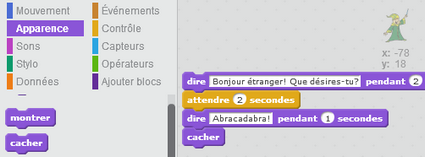 Mouvement
Événements
Apparence
Contrôle
Sons
Capteurs
Stylo
Opérateurs
Données
Ajouter blocs
montrer
cacher
x: -78
y: 18
dire Bonjour étranger! Que désires-tu? pendant 2
attendre 2 secondes
dire Abracadabra! pendant 1 secondes
cacher